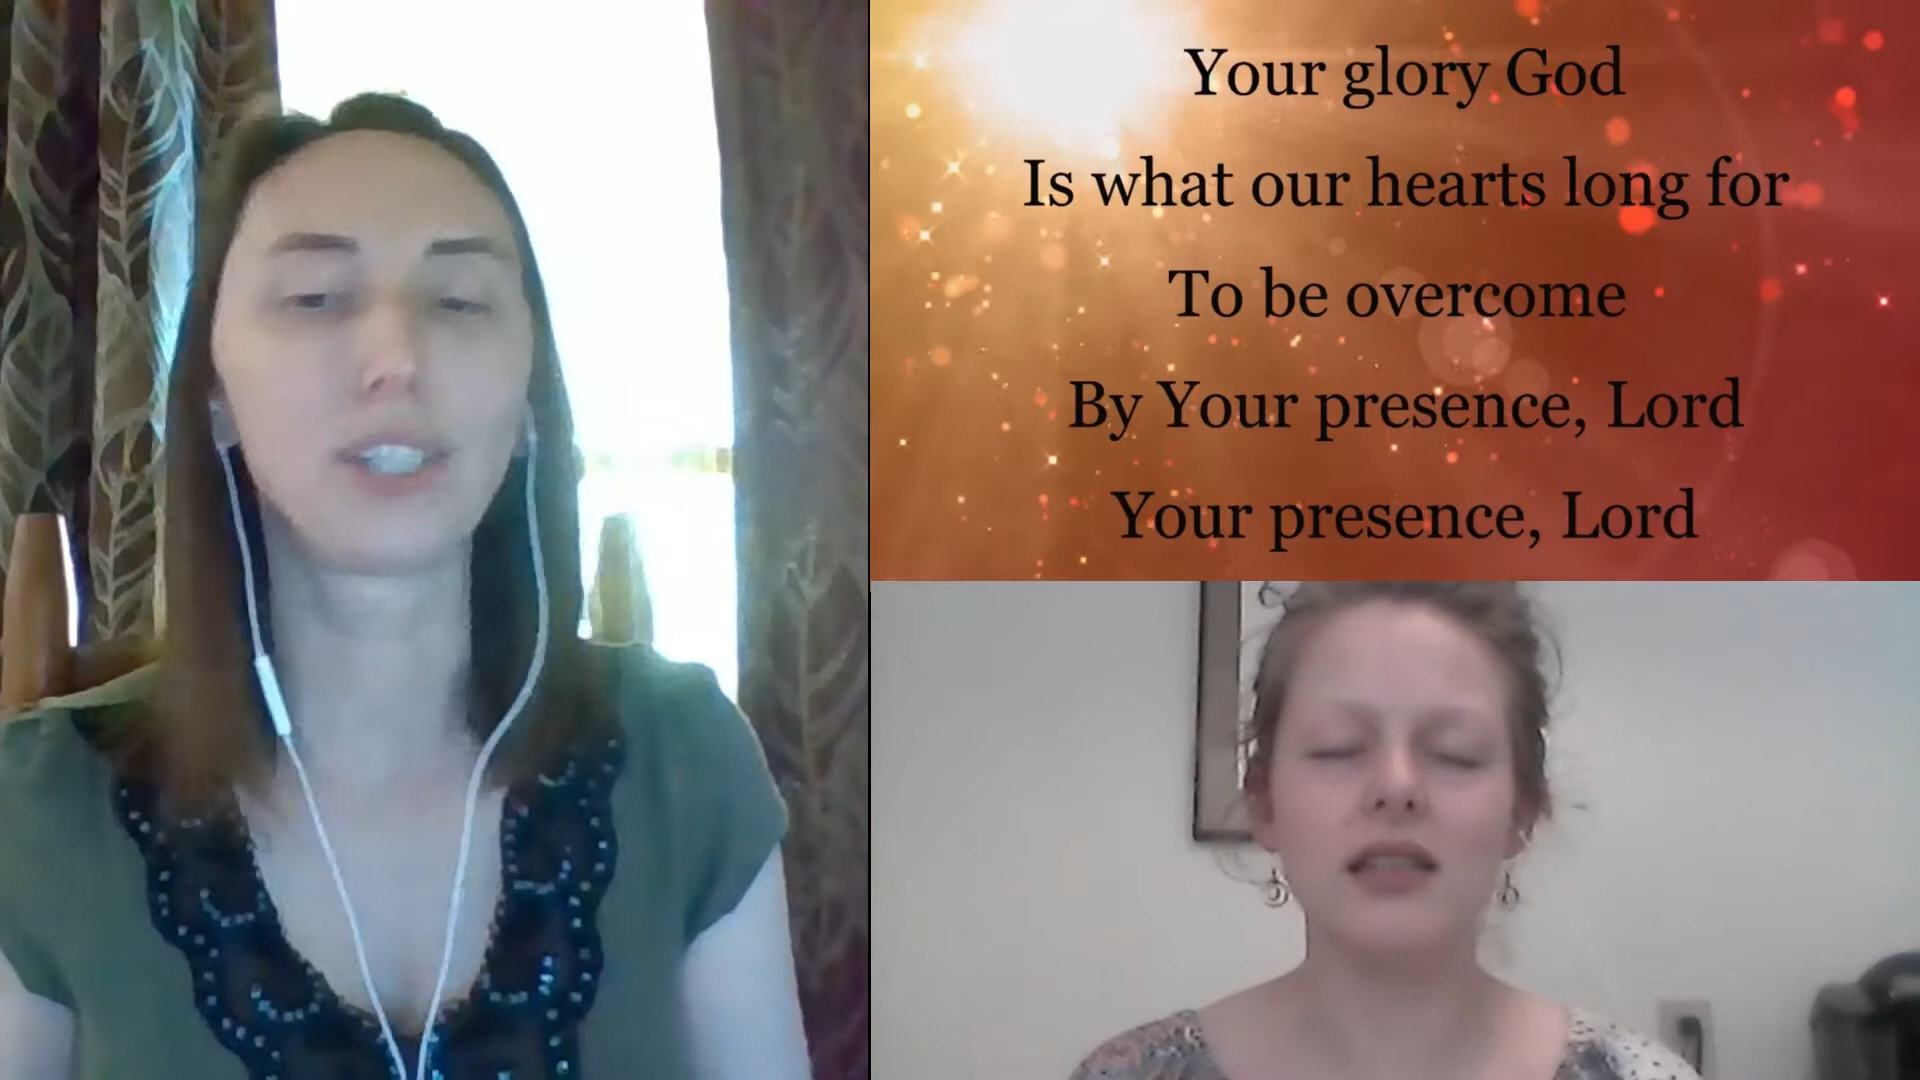 Your glory God
Is what our hearts long for
To be overcome
By Your presence, Lord
Your presence, Lord